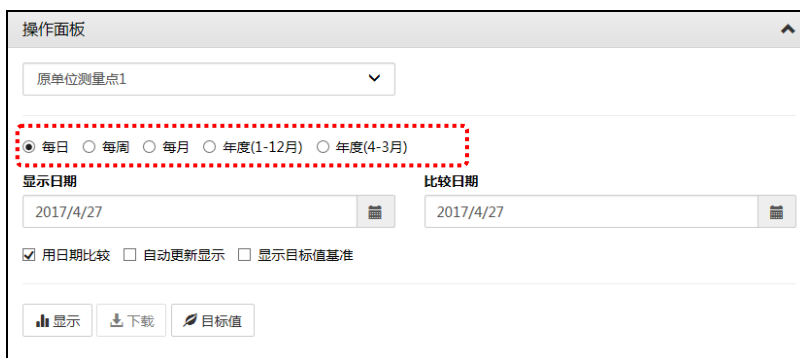 操作面板
原单位测量点1
每日 每周 每月 年度(1-12月) 年度(4-3月)
显示日期 比较日期
2017/4/27 2017/4/27
用日期比较 自动更新显示 显示目标值基准
显示 下载 目标值